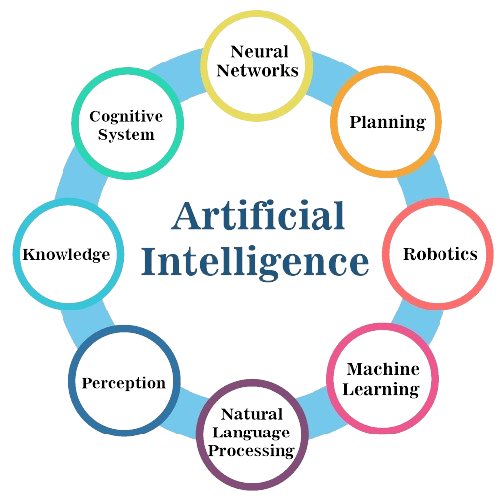 Neural
Networks
Planning
Robotics
Machine
Learning
Natural
Language
Processing
Perception
Knowledge
Cognitive
System
Artificial
Intelligence